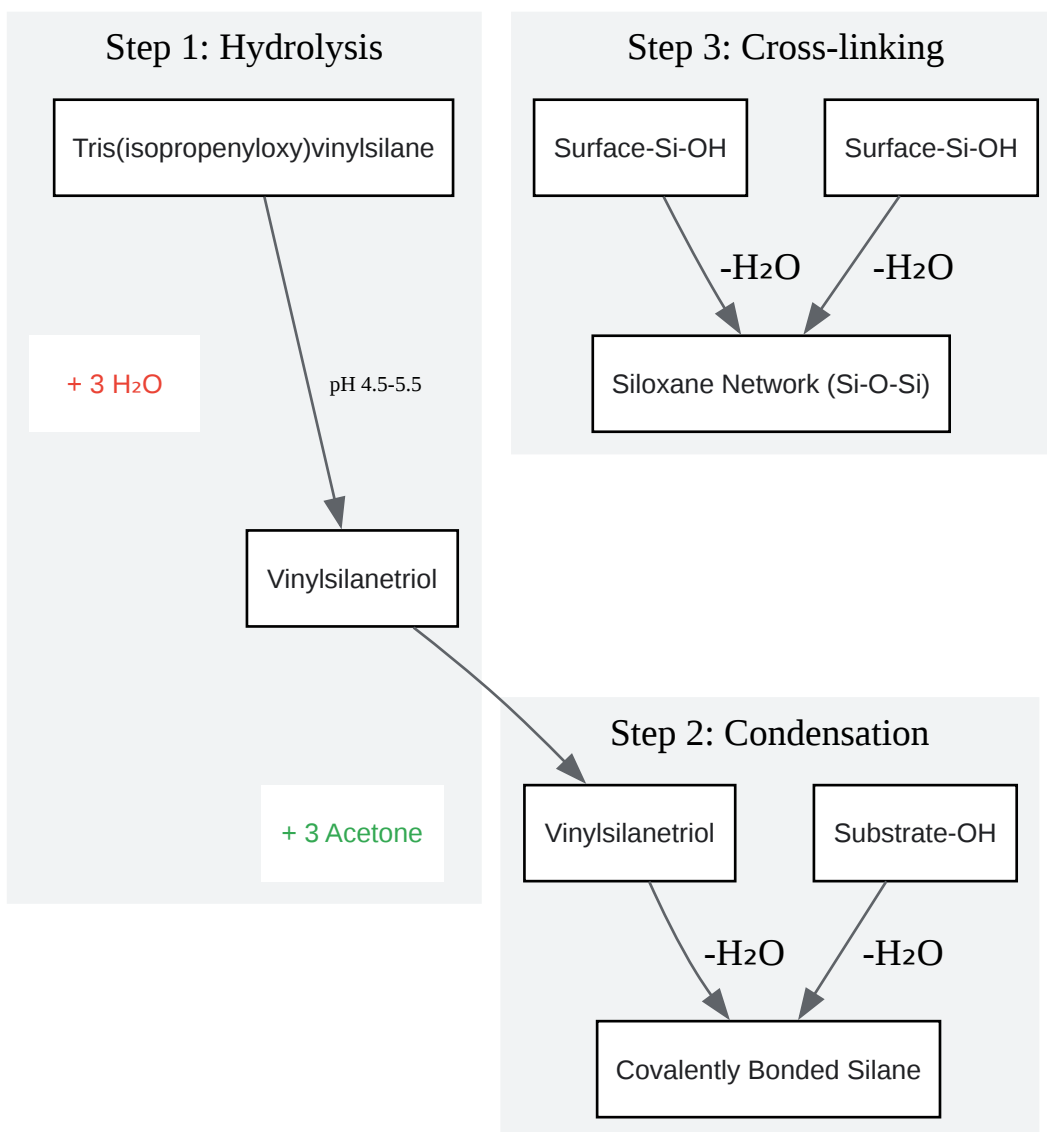 Step 1: Hydrolysis
Tris(isopropenyloxy)vinylsilane
+ 3 H₂O
pH 4.5-5.5
Vinylsilanetriol
+ 3 Acetone
Step 3: Cross-linking
Surface-Si-OH
Surface-Si-OH
-H₂O
-H₂O
Siloxane Network (Si-O-Si)
Step 2: Condensation
Vinylsilanetriol
Substrate-OH
-H₂O
-H₂O
Covalently Bonded Silane